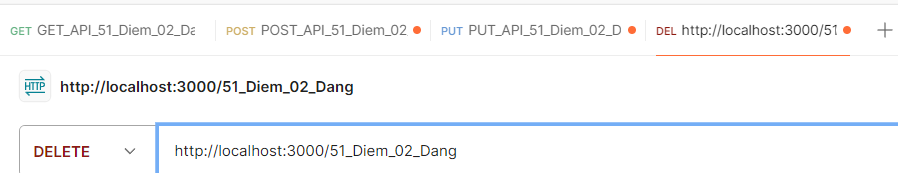 GET GET_API_51_Diem_02_Da POST POST_API_51_Diem_02 PUT PUT_API_51_Diem_02_D DEL http://localhost:3000/51 +
HTTP http://localhost:3000/51_Diem_02_Dang
DELETE http://localhost:3000/51_Diem_02_Dang